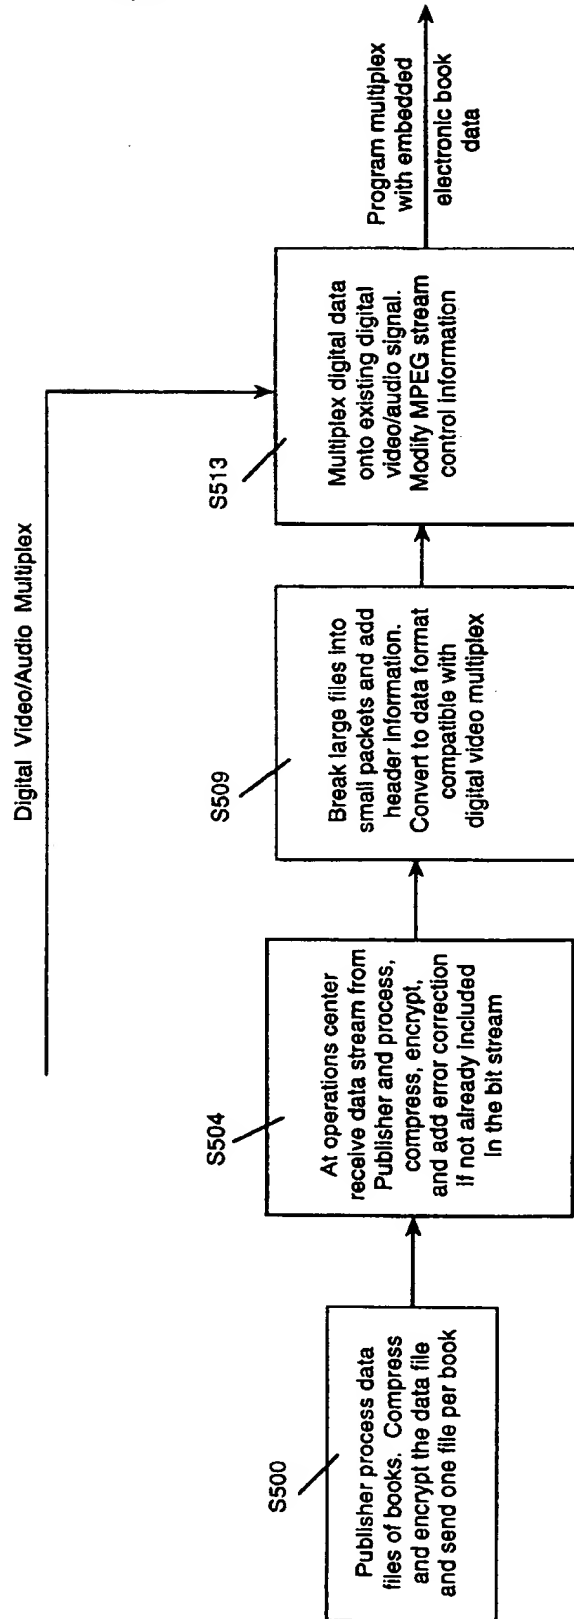 Digital Video/Audio Multiplex
S500
Publisher process data
files of books. Compress
and encrypt the data file
and send one file per book
S504
At operations center
receive data stream from
Publisher and process,
compress, encrypt,
and add error correction
If not already included
In the bit stream
S509
Break large files into
small packets and add
header Information.
Convert to data format
compatible with
digital video multiplex
S513
Multiplex digital data
onto existing digital
video/audio signal.
Modify MPEG stream
control Information
Program multiplex
with embedded
electronic book
data